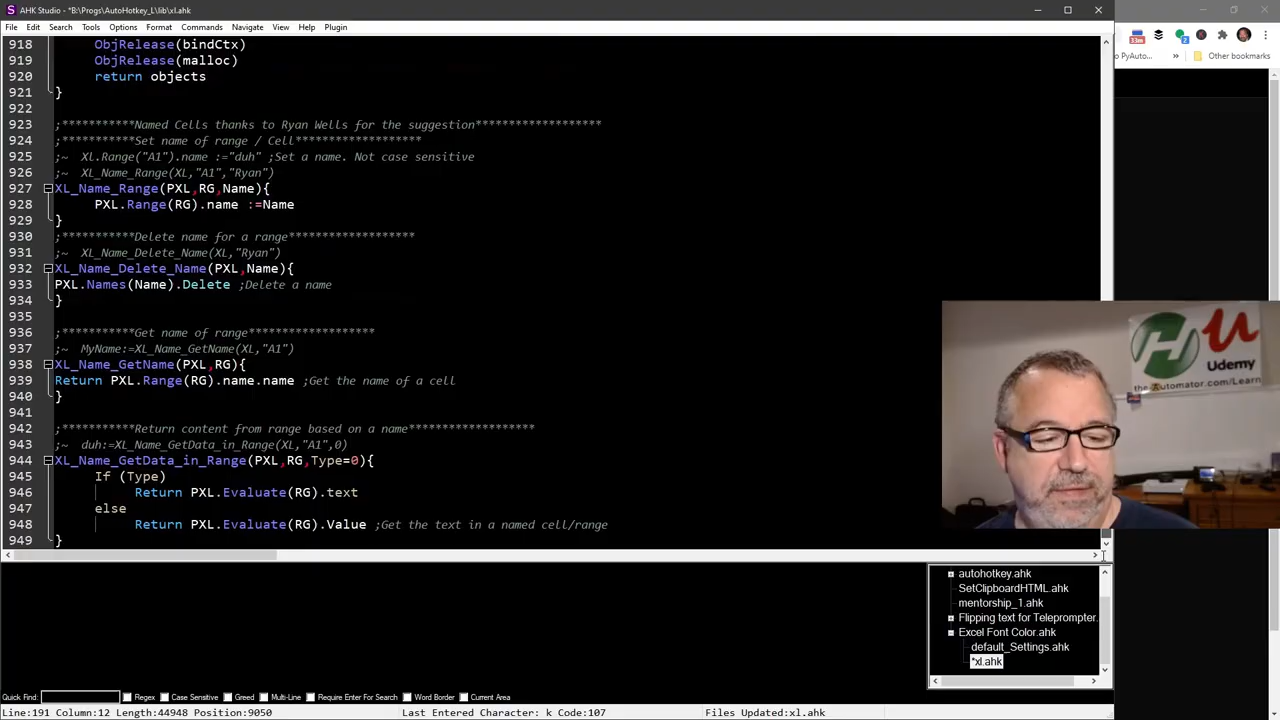 AHK Studio - *B:\Progs\AutoHotkey_L\lib\xl.ahk
File Edit Search Tools Options Format Commands Navigate View Help Plugin
33m
2
o PyAuto... » Other bookmarks
918 ObjRelease(bindCtx)
919 ObjRelease(malloc)
920 return objects
921 }
922
923 ;***********Named Cells thanks to Ryan Wells for the suggestion*******************
924 ;***********Set name of range / Cell*******************
925 ;~ Xl.Range("A1").name :="duh" ;Set a name. Not case sensitive
926 ;~ XL_Name_Range(XL,"A1","Ryan")
927 XL_Name_Range(PXL,RG,Name){
928 PXL.Range(RG).name :=Name
929 }
930 ;***********Delete name for a range*******************
931 ;~ XL_Name_Delete_Name(XL,"Ryan")
932 XL_Name_Delete_Name(PXL,Name){
933 PXL.Names(Name).Delete ;Delete a name
934 }
935
936 ;***********Get name of range*******************
937 ;~ MyName:=XL_Name_GetName(XL,"A1")
938 XL_Name_GetName(PXL,RG){
939 Return PXL.Range(RG).name.name ;Get the name of a cell
940 }
941
942 ;***********Return content from range based on a name*******************
943 ;~ duh:=XL_Name_GetData_in_Range(XL,"A1",0)
944 XL_Name_GetData_in_Range(PXL,RG,Type=0){
945 If (Type)
946 Return PXL.Evaluate(RG).text
947 else
948 Return PXL.Evaluate(RG).Value ;Get the text in a named cell/range
949 }
H u
Udemy
the-Automator.com/Learn
autohotkey.ahk
SetClipboardHTML.ahk
mentorship_1.ahk
Flipping text for Teleprompter.
Excel Font Color.ahk
default_Settings.ahk
*xl.ahk
Quick Find: Regex Case Sensitive Greed Multi-Line Require Enter For Search Word Border Current Area
Line:191 Column:12 Length:44948 Position:9050 Last Entered Character: k Code:107 Files Updated:xl.ahk